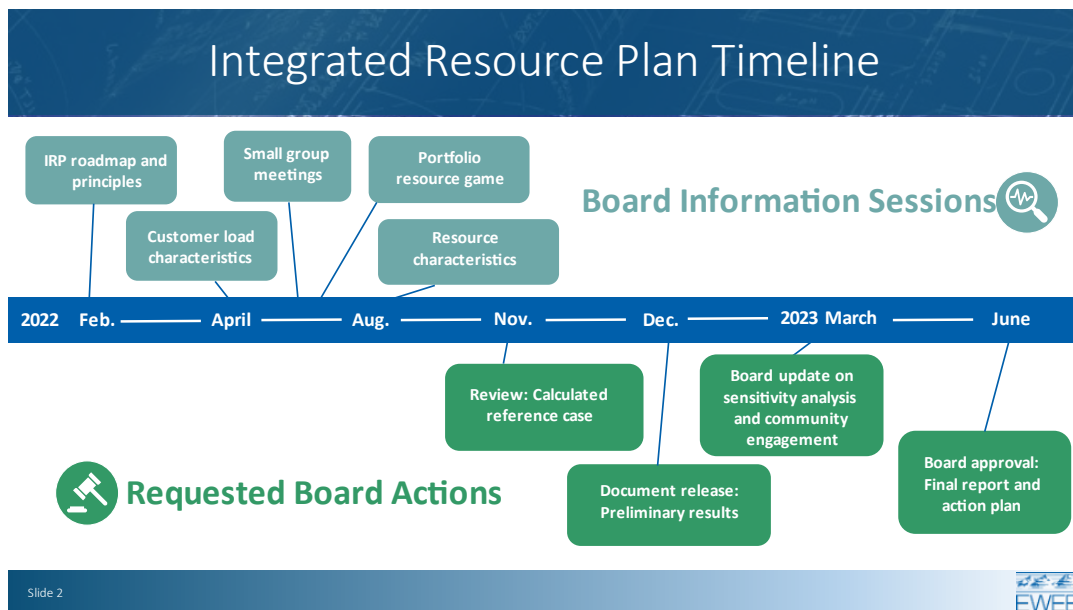 Integrated Resource Plan Timeline
IRP roadmap and
principles
Small group
meetings
Portfolio
resource game
Board Information Sessions
Customer load
characteristics
Resource
characteristics
2022 Feb. April Aug. Nov. Dec. 2023 March June
Review: Calculated
reference case
Board update on
sensitivity analysis
and community
engagement
Board approval:
Final report and
action plan
Document release:
Preliminary results
Requested Board Actions
Slide 2
EWEB